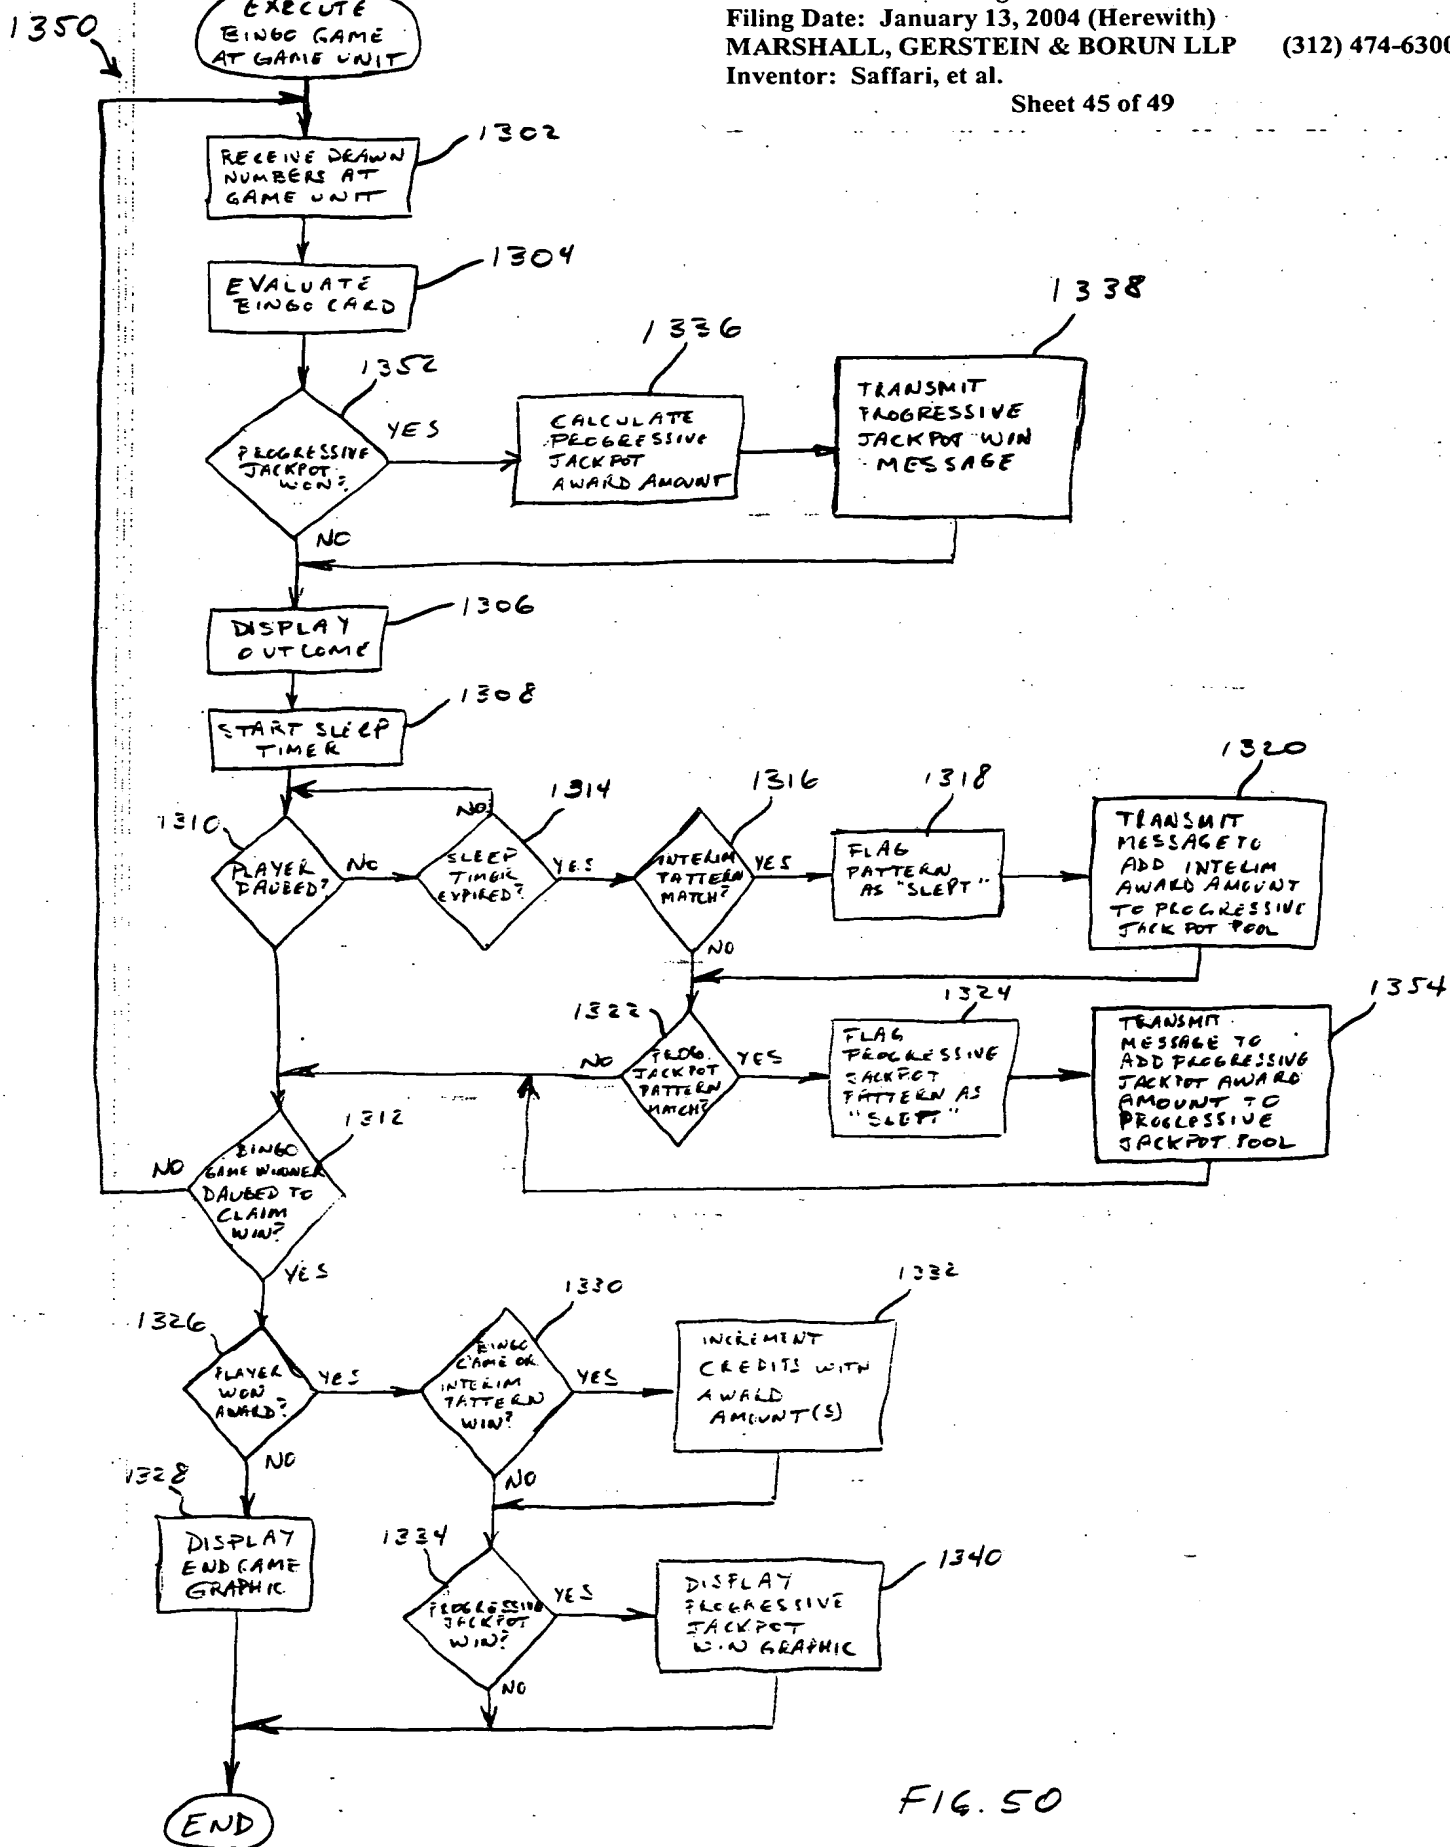 1350
EXECUTE
BINGO GAME
AT GAME UNIT
Filing Date: January 13, 2004 (Herewith)
MARSHALL, GERSTEIN & BORUN LLP (312) 474-6300
Inventor: Saffari, et al.
Sheet 45 of 49
1302
RECEIVE DRAWN
NUMBERS AT
GAME UNIT
1304
EVALUATE
BINGO CARD
1352
PROGRESSIVE
JACKPOT
WON?
YES
NO
1336
CALCULATE
PROGRESSIVE
JACKPOT
AWARD AMOUNT
1338
TRANSMIT
PROGRESSIVE
JACKPOT WIN
MESSAGE
1306
DISPLAY
OUTCOME
1308
START SLEEP
TIMER
1310
PLAYER
DAUBED?
NO
1314
NO
SLEEP
TIMER
EXPIRED?
YES
1316
INTERIM
PATTERN
MATCH?
YES
NO
1318
FLAG
PATTERN
AS "SLEPT"
1320
TRANSMIT
MESSAGE TO
ADD INTERIM
AWARD AMOUNT
TO PROGRESSIVE
JACKPOT POOL
1322
PROG.
JACKPOT
PATTERN
MATCH?
NO
YES
1324
FLAG
PROGRESSIVE
JACKPOT
PATTERN AS
"SLEPT"
1354
TRANSMIT
MESSAGE TO
ADD PROGRESSIVE
JACKPOT AWARD
AMOUNT TO
PROGRESSIVE
JACKPOT POOL
1312
BINGO
GAME WINNER
DAUBED TO
CLAIM
WIN?
NO
YES
1326
PLAYER
WON
AWARD?
YES
NO
1330
BINGO
GAME OR
INTERIM
PATTERN
WIN?
YES
NO
1332
INCREMENT
CREDITS WITH
AWARD
AMOUNT(S)
1328
DISPLAY
END GAME
GRAPHIC
1334
PROGRESSIVE
JACKPOT
WIN?
YES
NO
1340
DISPLAY
PROGRESSIVE
JACKPOT
WIN GRAPHIC
END
FIG. 50